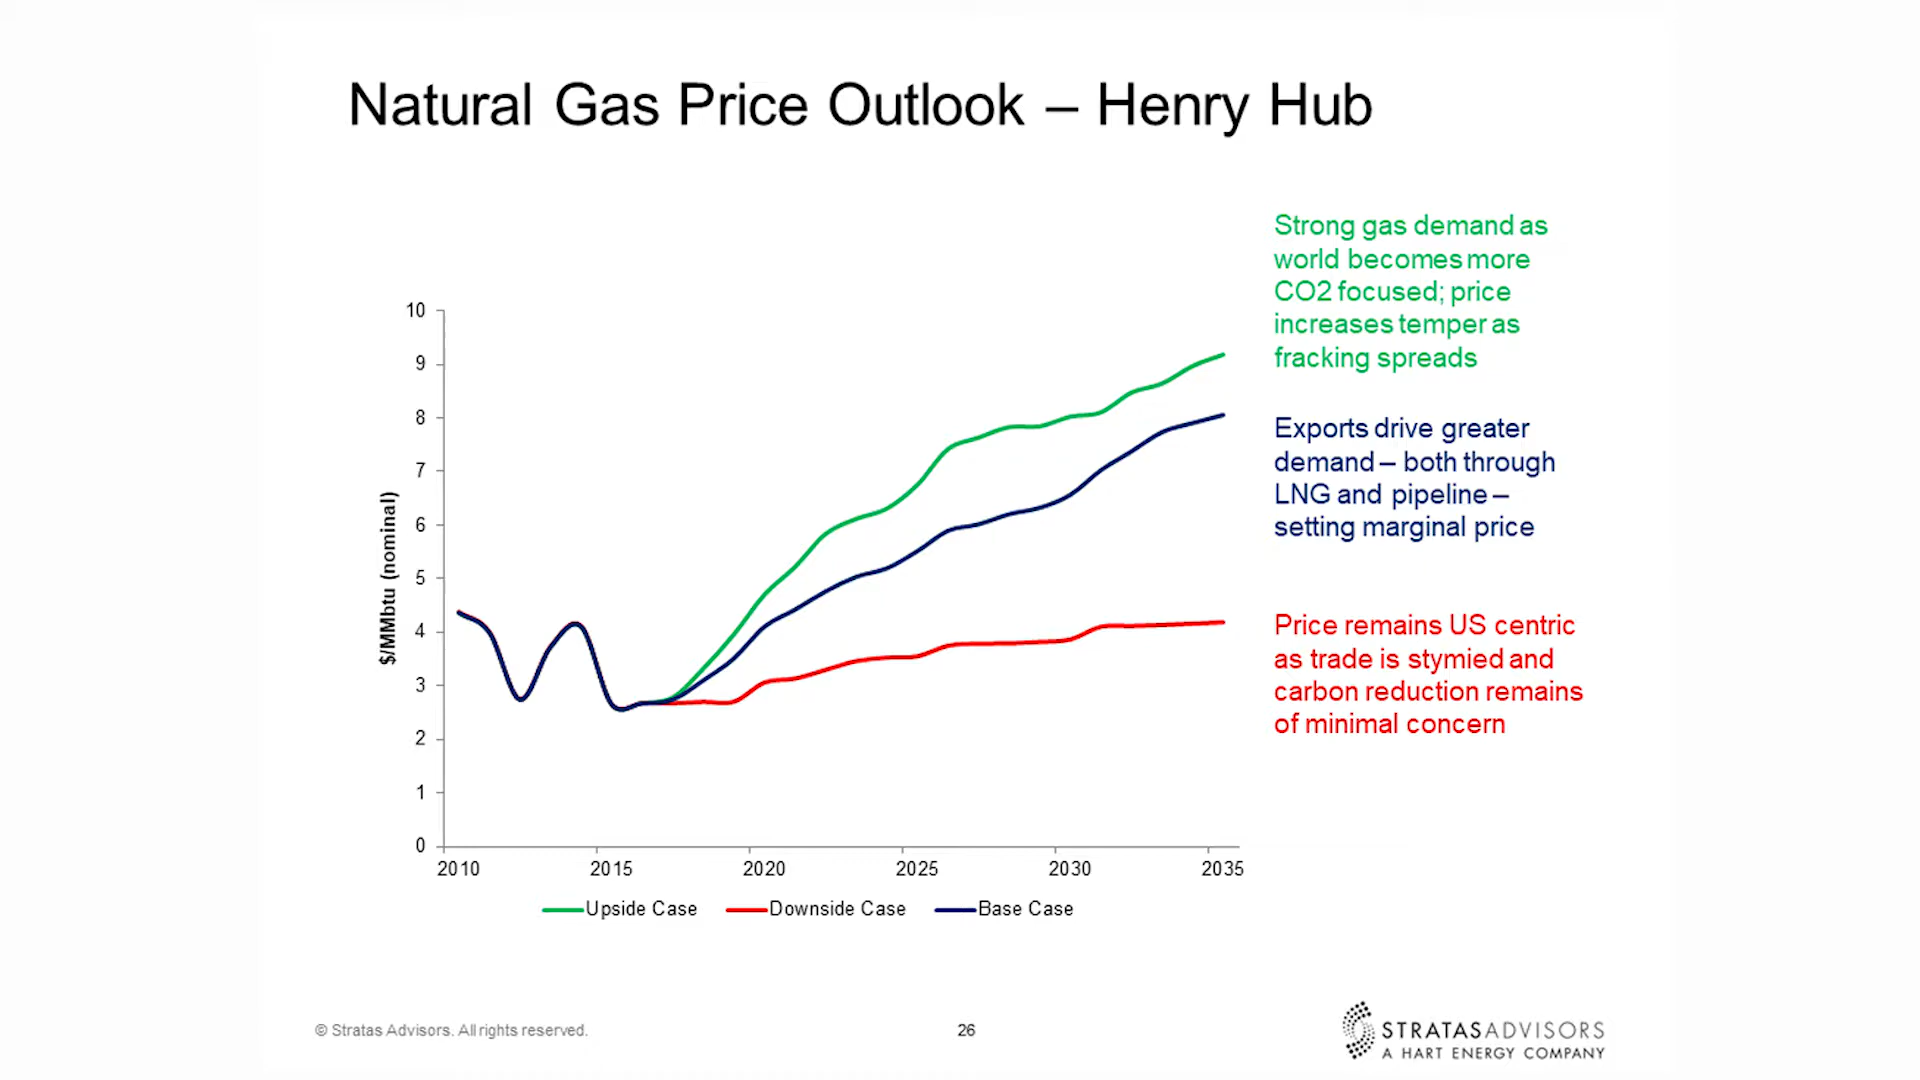 Natural Gas Price Outlook – Henry Hub
Strong gas demand as
world becomes more
CO2 focused; price
increases temper as
fracking spreads
Exports drive greater
demand – both through
LNG and pipeline –
setting marginal price
Price remains US centric
as trade is stymied and
carbon reduction remains
of minimal concern
$/MMbtu (nominal)
10
9
8
7
6
5
4
3
2
1
0
2010 2015 2020 2025 2030 2035
Upside Case Downside Case Base Case
© Stratas Advisors. All rights reserved.
26
STRATAS ADVISORS
A HART ENERGY COMPANY